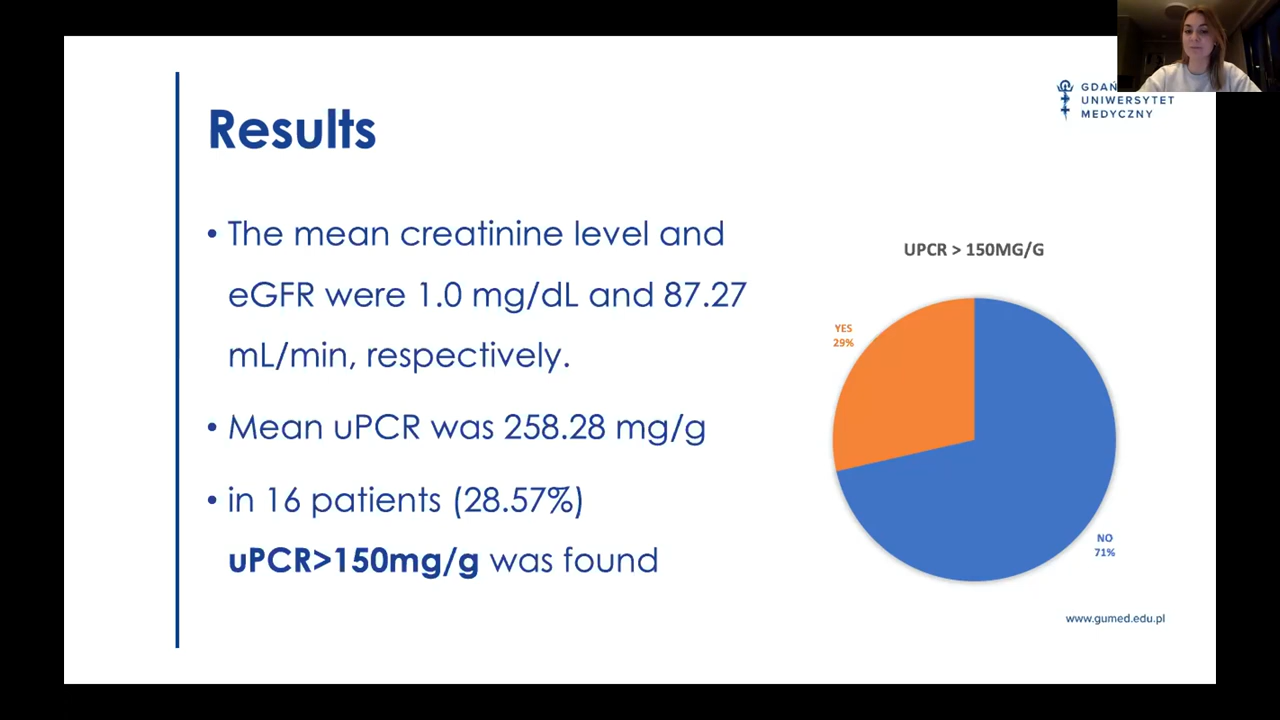 Results
GDAŃ
UNIWERSYTET
MEDYCZNY
• The mean creatinine level and
eGFR were 1.0 mg/dL and 87.27
mL/min, respectively.
• Mean uPCR was 258.28 mg/g
• in 16 patients (28.57%)
uPCR>150mg/g was found
UPCR > 150MG/G
YES
29%
NO
71%
www.gumed.edu.pl